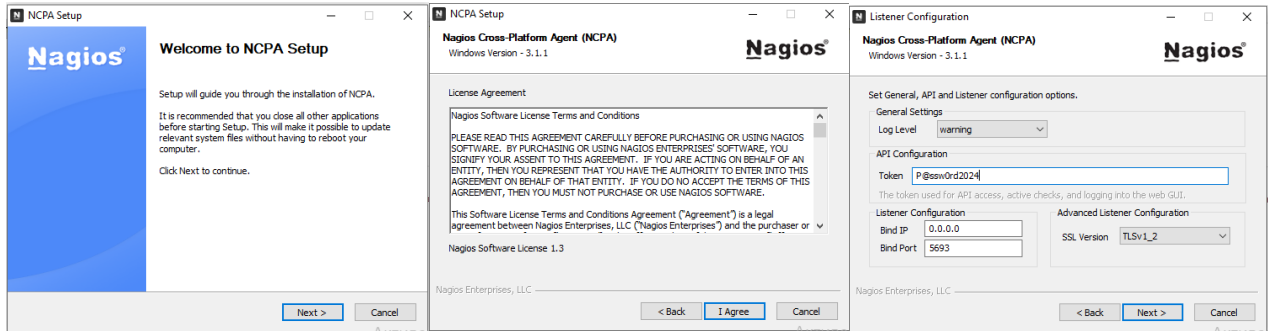 NCPA Setup
Nagios®
Welcome to NCPA Setup
Setup will guide you through the installation of NCPA.
It is recommended that you close all other applications
before starting Setup. This will make it possible to update
relevant system files without having to reboot your
computer.
Click Next to continue.
Next >
Cancel
NCPA Setup
Nagios Cross-Platform Agent (NCPA)
Windows Version - 3.1.1
Nagios®
License Agreement
Nagios Software License Terms and Conditions
PLEASE READ THIS AGREEMENT CAREFULLY BEFORE PURCHASING OR USING NAGIOS
SOFTWARE. BY PURCHASING OR USING NAGIOS ENTERPRISES' SOFTWARE, YOU
SIGNIFY YOUR ASSENT TO THIS AGREEMENT. IF YOU ARE ACTING ON BEHALF OF AN
ENTITY, THEN YOU REPRESENT THAT YOU HAVE THE AUTHORITY TO ENTER INTO THIS
AGREEMENT ON BEHALF OF THAT ENTITY. IF YOU DO NO ACCEPT THE TERMS OF THIS
AGREEMENT, THEN YOU MUST NOT PURCHASE OR USE NAGIOS SOFTWARE.
This Software License Terms and Conditions Agreement ("Agreement") is a legal
agreement between Nagios Enterprises, LLC ("Nagios Enterprises") and the purchaser or
Nagios Software License 1.3
Nagios Enterprises, LLC
< Back
I Agree
Cancel
Listener Configuration
Nagios Cross-Platform Agent (NCPA)
Windows Version - 3.1.1
Nagios®
Set General, API and Listener configuration options.
General Settings
Log Level warning
API Configuration
Token P@ssw0rd2024
The token used for API access, active checks, and logging into the web GUI.
Listener Configuration
Bind IP 0.0.0.0
Bind Port 5693
Advanced Listener Configuration
SSL Version TLSv1_2
Nagios Enterprises, LLC
< Back
Next >
Cancel